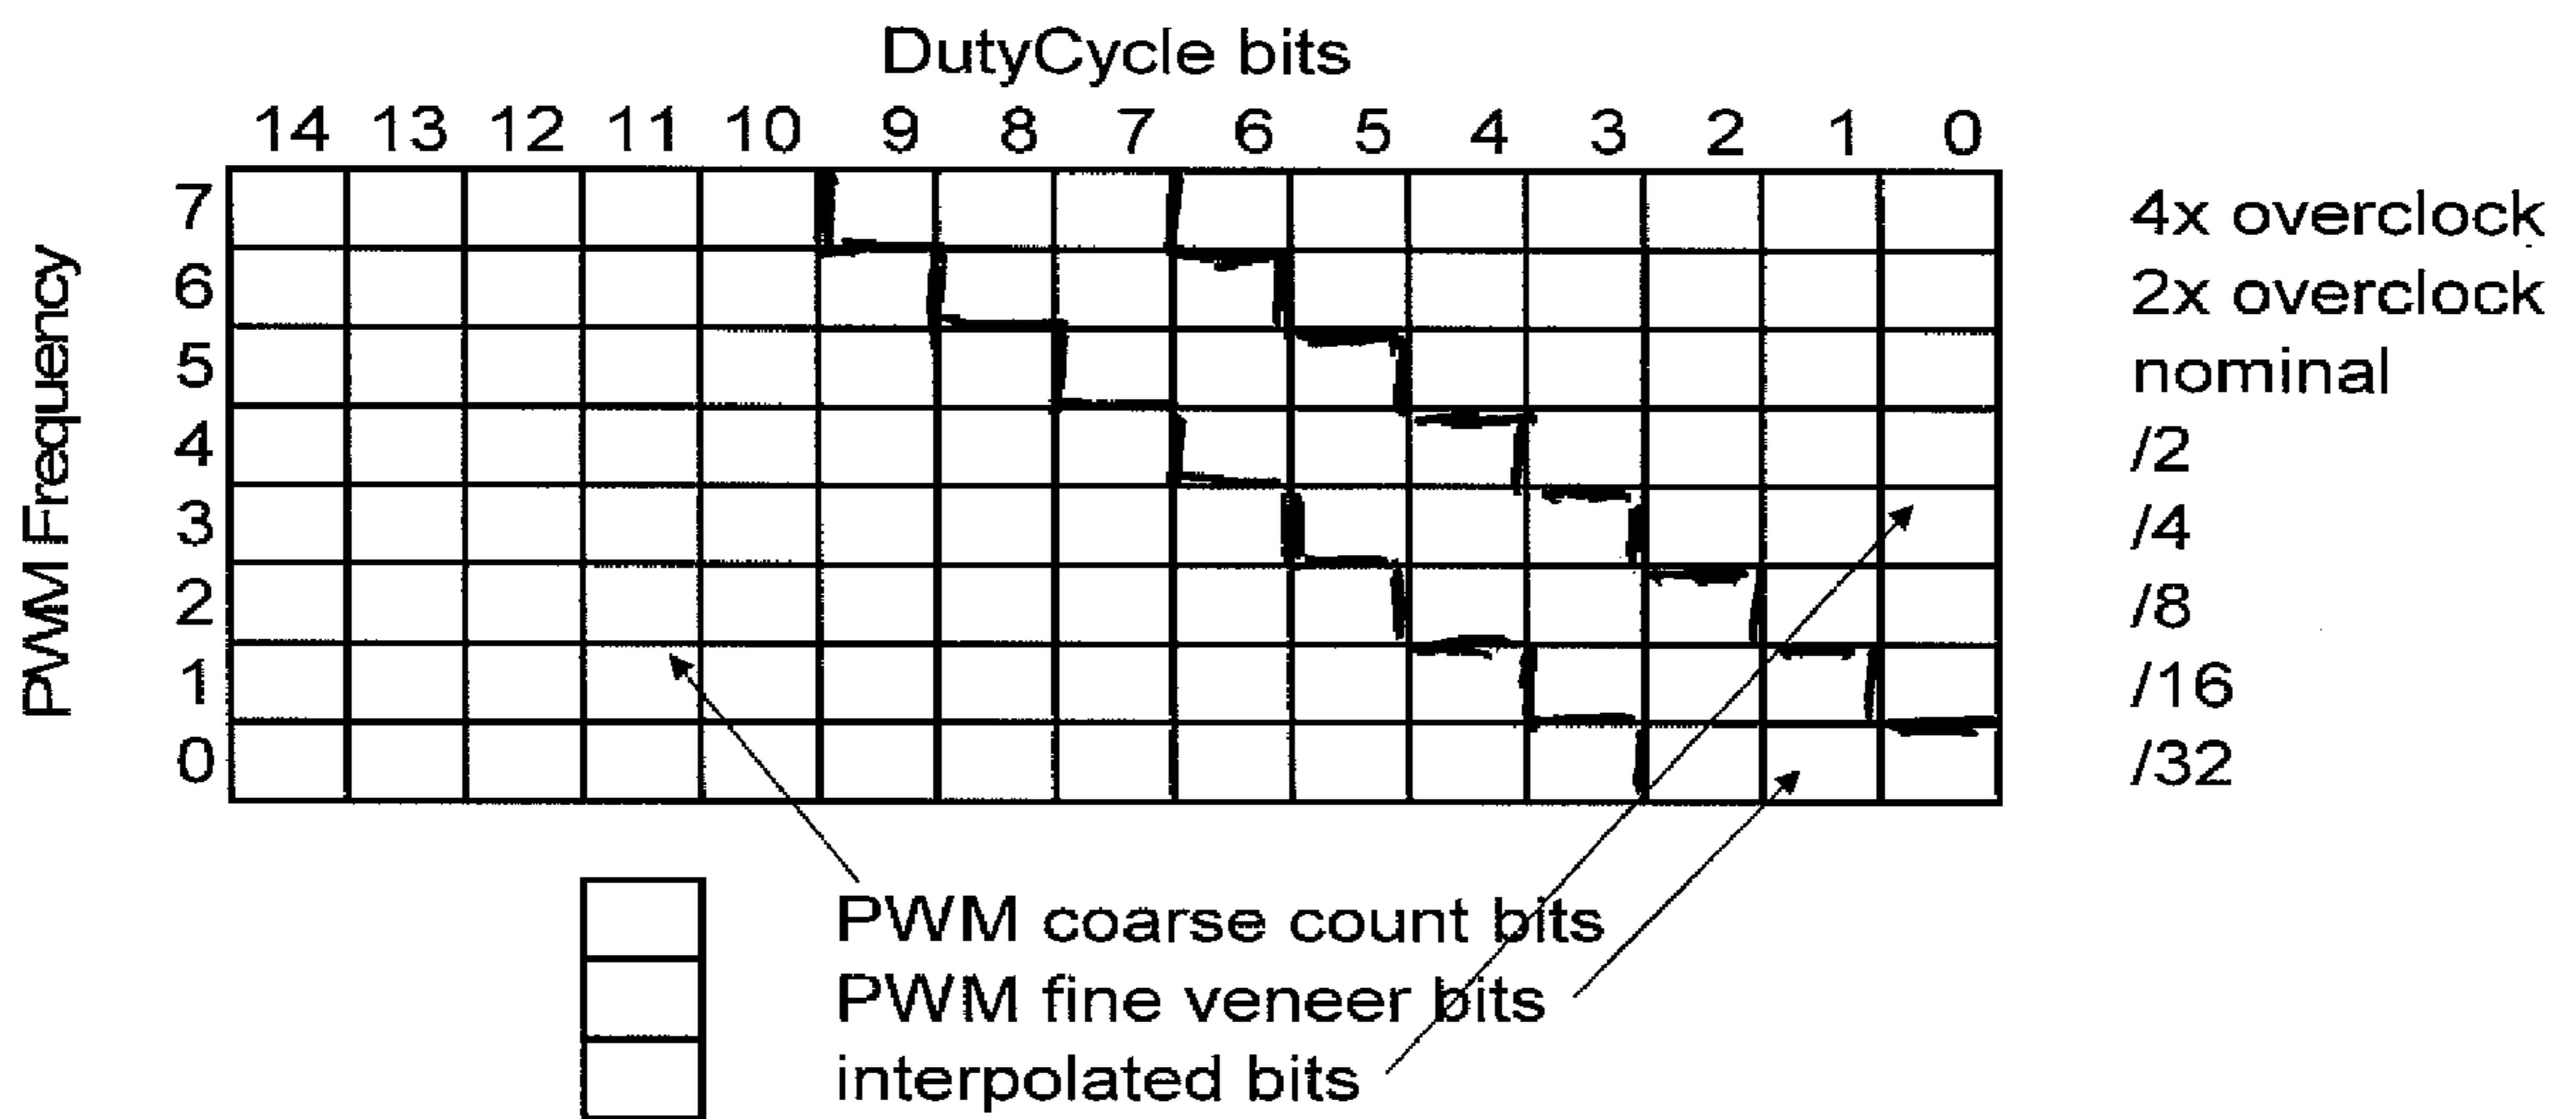 DutyCycle bits
14 13 12 11 10 9 8 7 6 5 4 3 2 1 0
PWM Frequency
7 4x overclock
6 2x overclock
5 nominal
4 /2
3 /4
2 /8
1 /16
0 /32
PWM coarse count bits
PWM fine veneer bits
interpolated bits